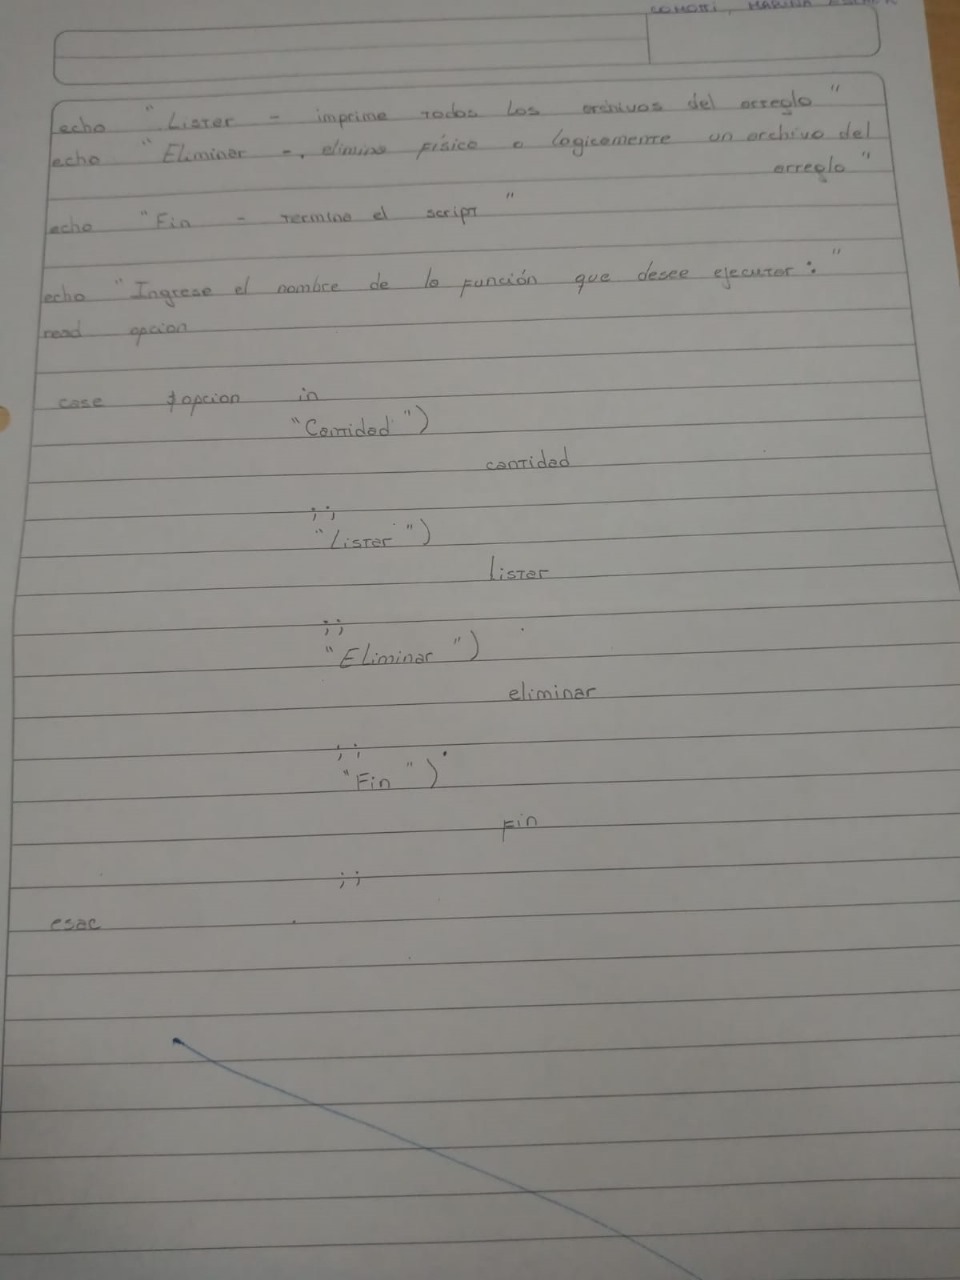 COMOTTI, MARINA
echo "Listar - imprime todos los archivos del arreglo"
echo "Eliminar -, elimina físico o logicamente un archivo del
arreglo"
echo "Fin - termina el script"
echo "Ingrese el nombre de la función que desee ejecutar:"
read opcion
case $opcion in
"Cantidad")
cantidad
;;
"Listar")
listar
;;
"Eliminar")
eliminar
;;
"Fin")
fin
;;
esac